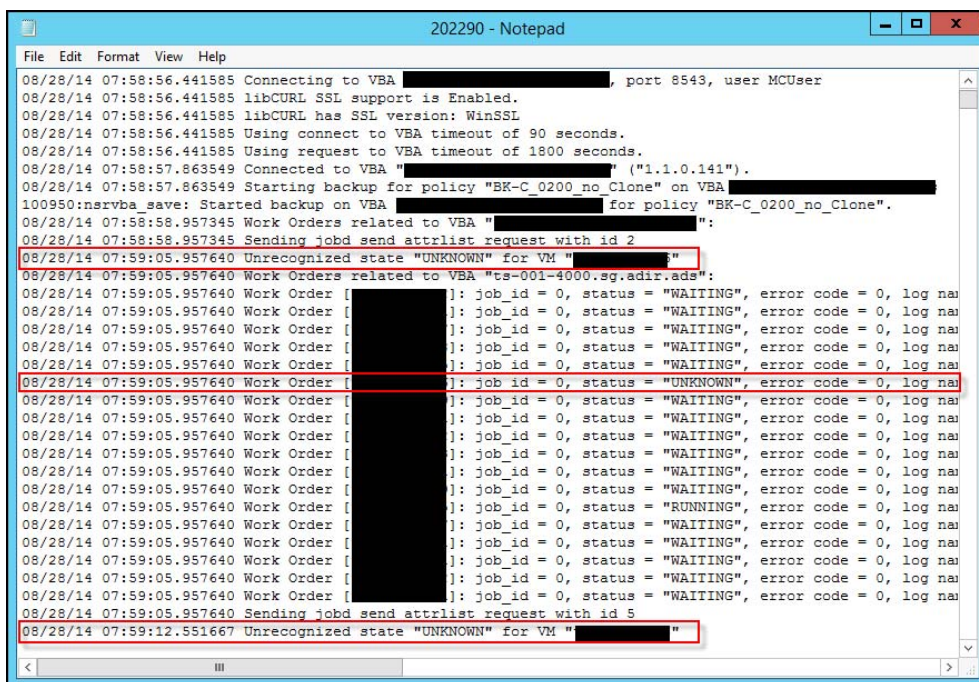 202290 - Notepad
File Edit Format View Help
08/28/14 07:58:56.441585 Connecting to VBA , port 8543, user MCUser
08/28/14 07:58:56.441585 libCURL SSL support is Enabled.
08/28/14 07:58:56.441585 libCURL has SSL version: WinSSL
08/28/14 07:58:56.441585 Using connect to VBA timeout of 90 seconds.
08/28/14 07:58:56.441585 Using request to VBA timeout of 1800 seconds.
08/28/14 07:58:57.863549 Connected to VBA " " ("1.1.0.141").
08/28/14 07:58:57.863549 Starting backup for policy "BK-C_0200_no_Clone" on VBA
100950:nsrvba_save: Started backup on VBA for policy "BK-C_0200_no_Clone".
08/28/14 07:58:58.957345 Work Orders related to VBA " ":
08/28/14 07:58:58.957345 Sending jobd send attrlist request with id 2
08/28/14 07:59:05.957640 Unrecognized state "UNKNOWN" for VM " "
08/28/14 07:59:05.957640 Work Orders related to VBA "ts-001-4000.sg.adir.ads":
08/28/14 07:59:05.957640 Work Order [ ]: job_id = 0, status = "WAITING", error code = 0, log nam
08/28/14 07:59:05.957640 Work Order [ ]: job_id = 0, status = "WAITING", error code = 0, log nam
08/28/14 07:59:05.957640 Work Order [ ]: job_id = 0, status = "WAITING", error code = 0, log nam
08/28/14 07:59:05.957640 Work Order [ ]: job_id = 0, status = "WAITING", error code = 0, log nam
08/28/14 07:59:05.957640 Work Order [ ]: job_id = 0, status = "WAITING", error code = 0, log nam
08/28/14 07:59:05.957640 Work Order [ ]: job_id = 0, status = "UNKNOWN", error code = 0, log nam
08/28/14 07:59:05.957640 Work Order [ ]: job_id = 0, status = "WAITING", error code = 0, log nam
08/28/14 07:59:05.957640 Work Order [ ]: job_id = 0, status = "WAITING", error code = 0, log nam
08/28/14 07:59:05.957640 Work Order [ ]: job_id = 0, status = "WAITING", error code = 0, log nam
08/28/14 07:59:05.957640 Work Order [ ]: job_id = 0, status = "WAITING", error code = 0, log nam
08/28/14 07:59:05.957640 Work Order [ ]: job_id = 0, status = "WAITING", error code = 0, log nam
08/28/14 07:59:05.957640 Work Order [ ]: job_id = 0, status = "RUNNING", error code = 0, log nam
08/28/14 07:59:05.957640 Work Order [ ]: job_id = 0, status = "WAITING", error code = 0, log nam
08/28/14 07:59:05.957640 Work Order [ ]: job_id = 0, status = "WAITING", error code = 0, log nam
08/28/14 07:59:05.957640 Work Order [ ]: job_id = 0, status = "WAITING", error code = 0, log nam
08/28/14 07:59:05.957640 Work Order [ ]: job_id = 0, status = "WAITING", error code = 0, log nam
08/28/14 07:59:05.957640 Work Order [ ]: job_id = 0, status = "WAITING", error code = 0, log nam
08/28/14 07:59:05.957640 Work Order [ ]: job_id = 0, status = "WAITING", error code = 0, log nam
08/28/14 07:59:05.957640 Sending jobd send attrlist request with id 5
08/28/14 07:59:12.551667 Unrecognized state "UNKNOWN" for VM " "